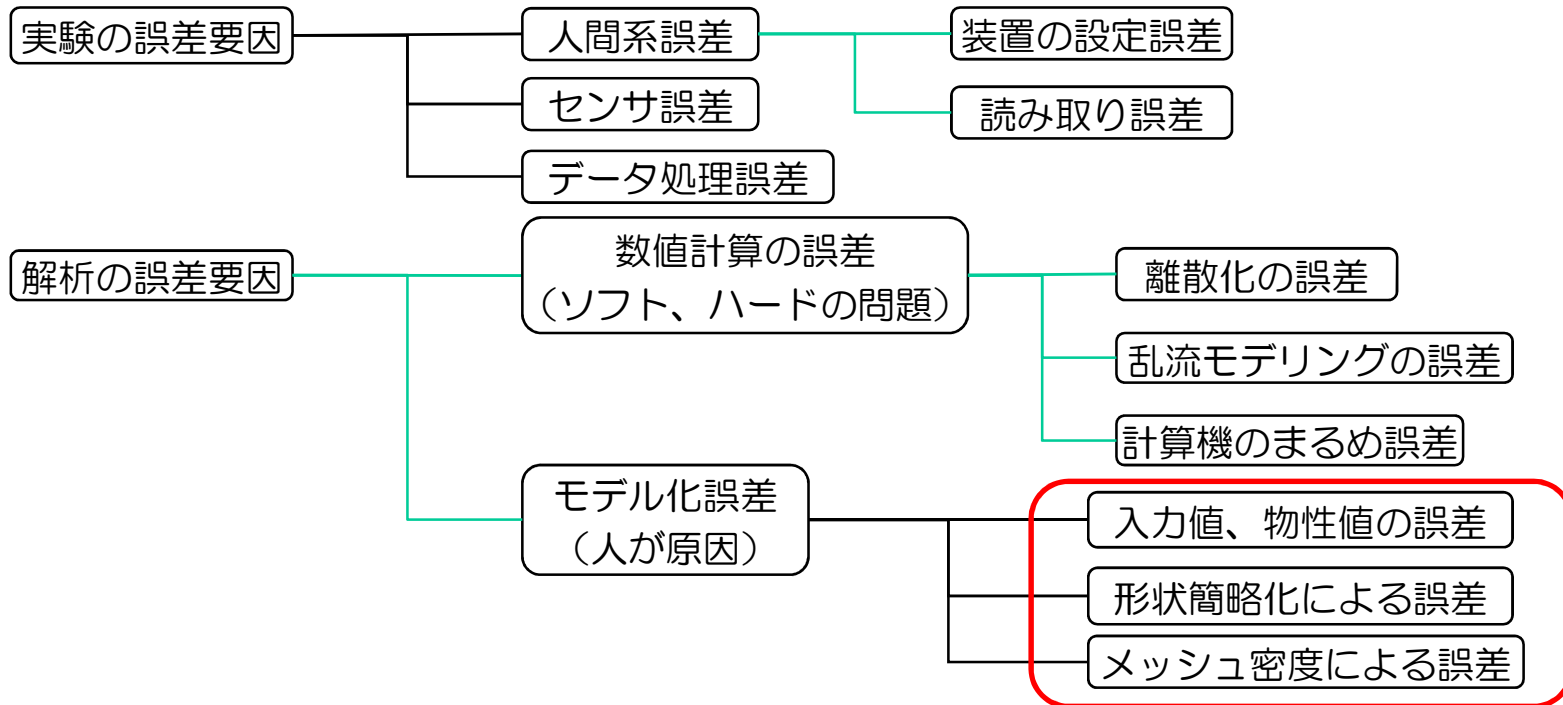 実験の誤差要因
人間系誤差
装置の設定誤差
読み取り誤差
センサ誤差
データ処理誤差
解析の誤差要因
数値計算の誤差
（ソフト、ハードの問題）
離散化の誤差
乱流モデリングの誤差
計算機のまるめ誤差
モデル化誤差
（人が原因）
入力値、物性値の誤差
形状簡略化による誤差
メッシュ密度による誤差